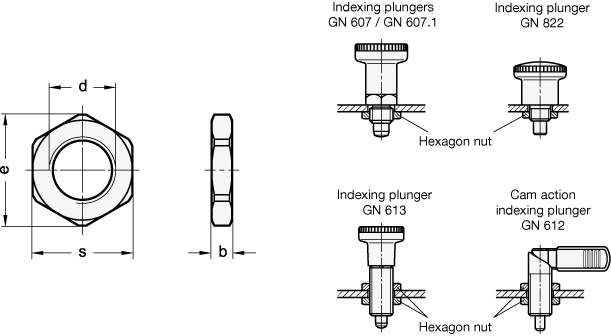 d
e
s
b
Indexing plungers
GN 607 / GN 607.1
Indexing plunger
GN 822
Hexagon nut
Indexing plunger
GN 613
Cam action
indexing plunger
GN 612
Hexagon nut